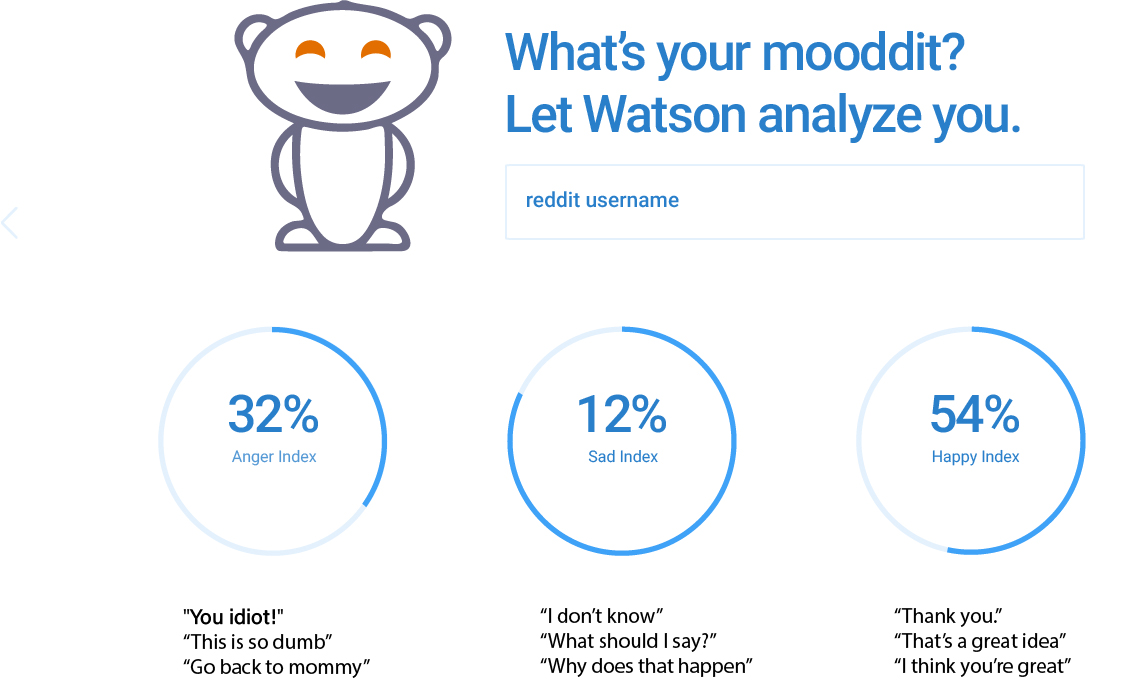 What’s your mooddit?
Let Watson analyze you.
reddit username
32%
Anger Index
12%
Sad Index
54%
Happy Index
"You idiot!"
“This is so dumb”
“Go back to mommy”
“I don’t know”
“What should I say?”
“Why does that happen”
“Thank you.”
“That’s a great idea”
“I think you’re great”